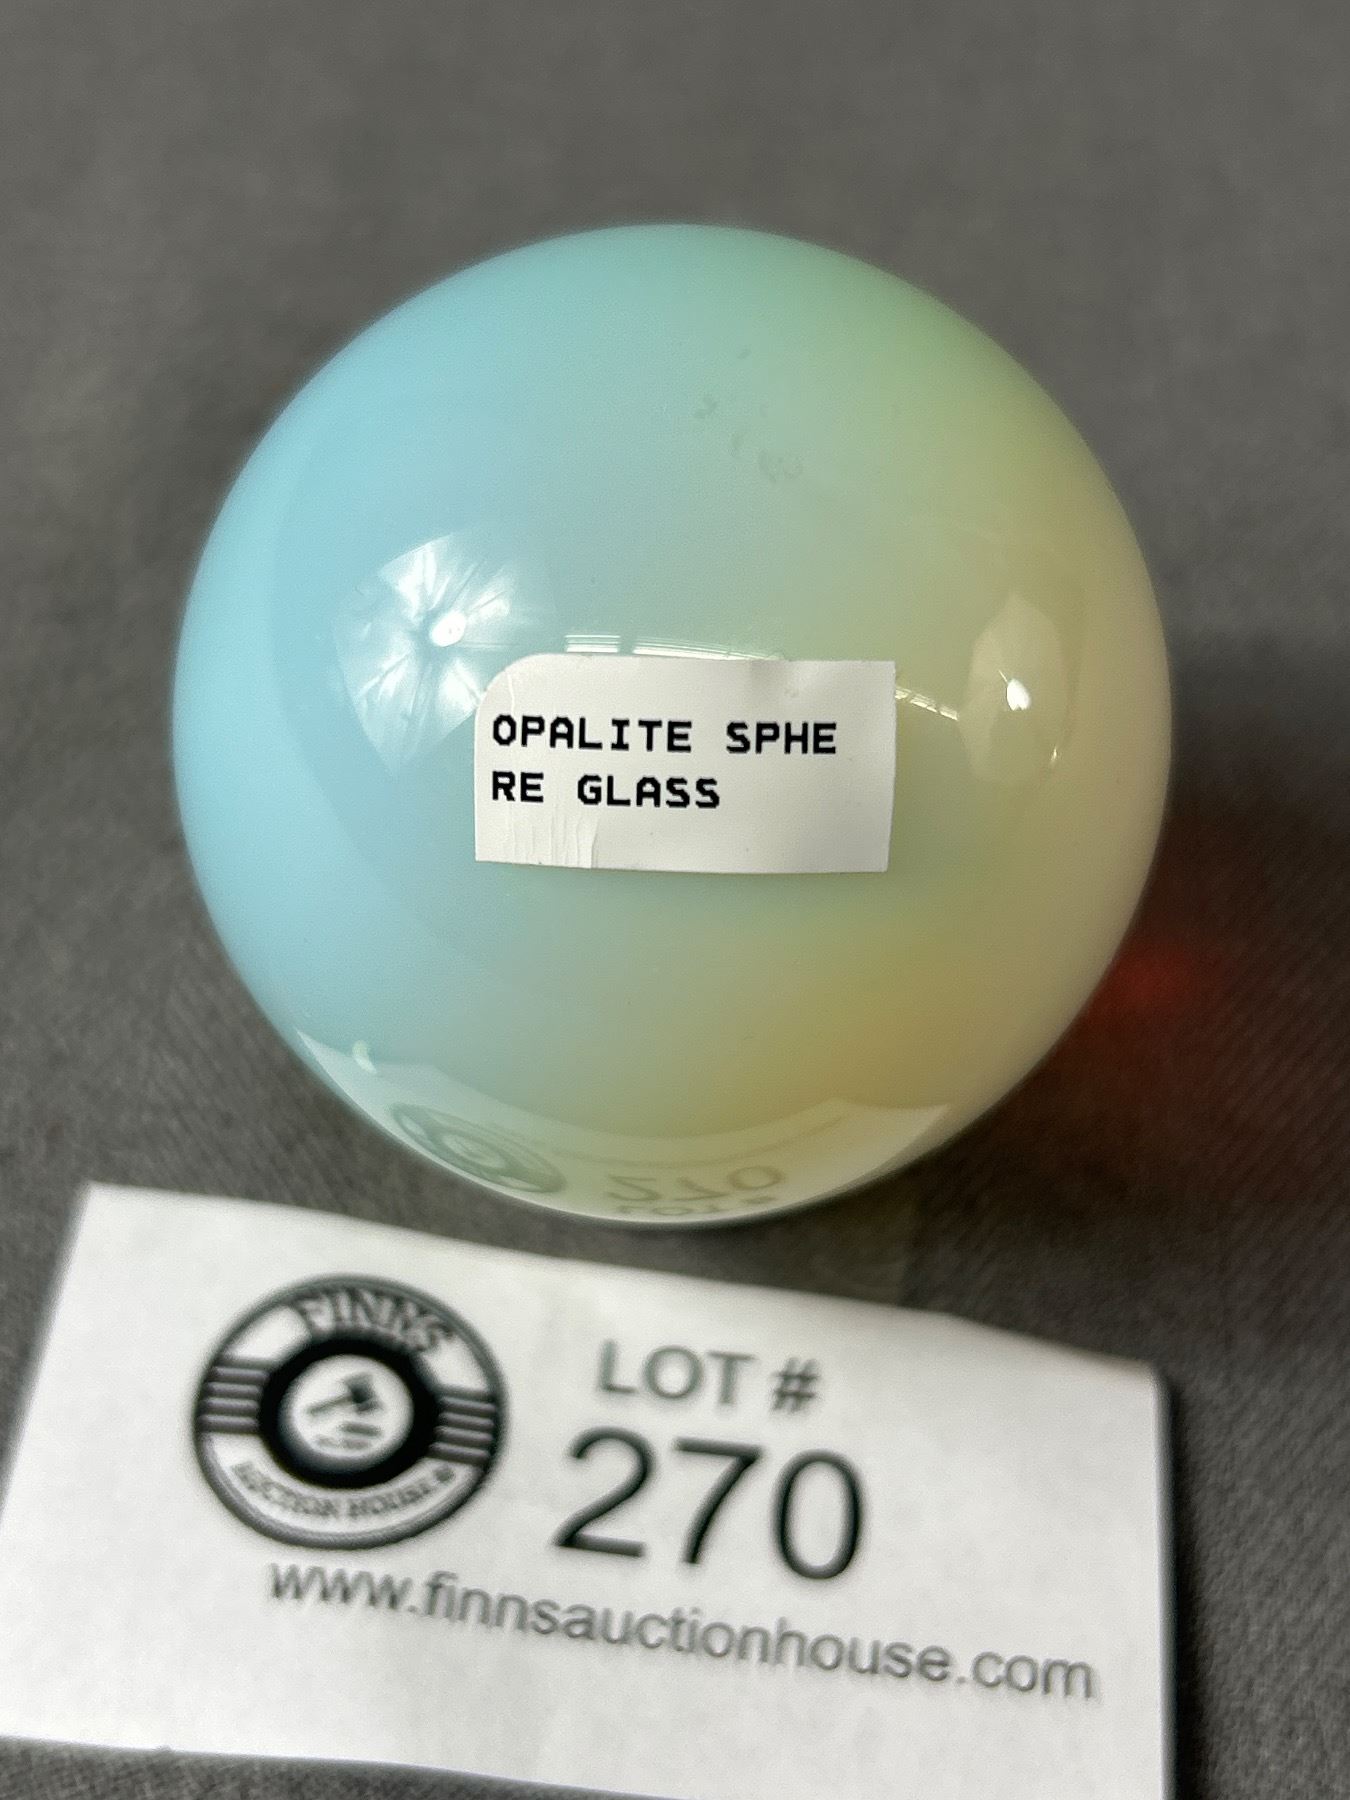 OPALITE SPHE
RE GLASS
FINNS
AUCTION HOUSE
LOT #
270
www.finnsauctionhouse.com